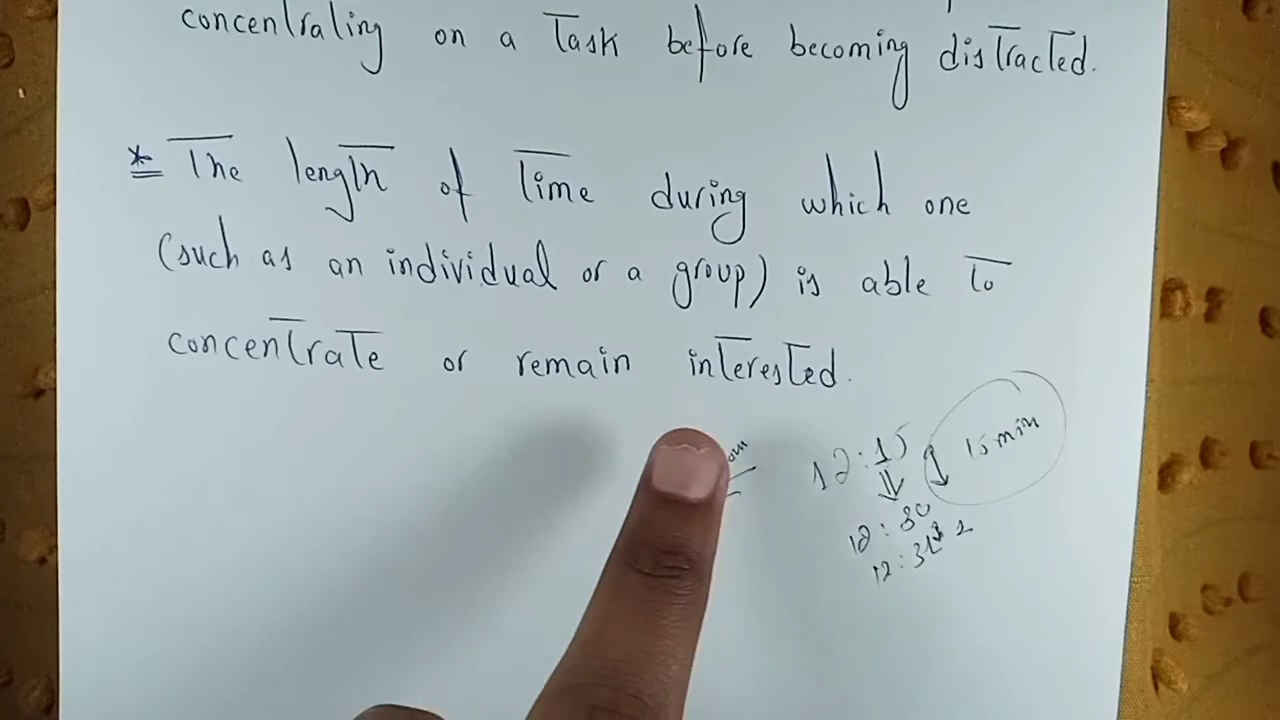 concentrating on a Task before becoming distracted.
* The length of Time during which one
(such as an individual or a group) is able To
concentrate or remain interested.
12:15
15 min
12:30